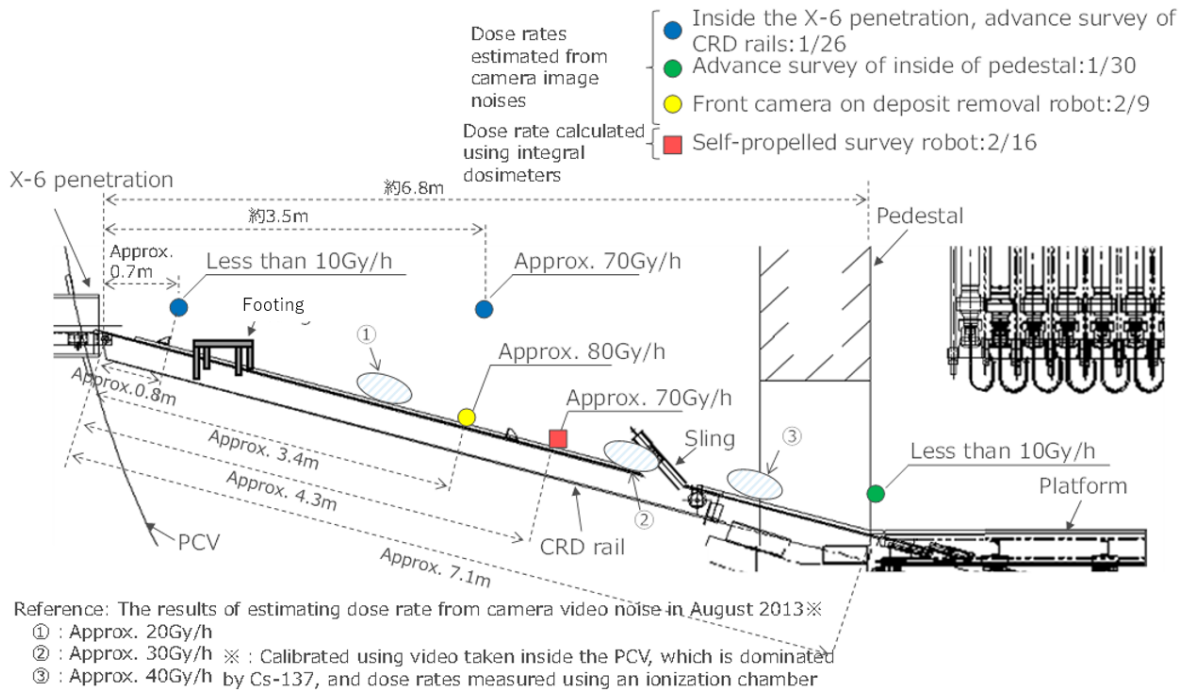 Dose rates
estimated from
camera image
noises
Inside the X-6 penetration, advance survey of
CRD rails:1/26
Advance survey of inside of pedestal:1/30
Front camera on deposit removal robot:2/9
Dose rate calculated
using integral
dosimeters
Self-propelled survey robot:2/16
X-6 penetration
約6.8m
約3.5m
Pedestal
Approx.
0.7m
Less than 10Gy/h
Approx. 70Gy/h
Footing
①
Approx. 80Gy/h
Approx.0.8m
Approx. 70Gy/h
Sling
③
Approx. 3.4m
Less than 10Gy/h
Approx. 4.3m
Platform
②
PCV
CRD rail
Approx. 7.1m
Reference: The results of estimating dose rate from camera video noise in August 2013※
① : Approx. 20Gy/h
② : Approx. 30Gy/h ※ : Calibrated using video taken inside the PCV, which is dominated
③ : Approx. 40Gy/h by Cs-137, and dose rates measured using an ionization chamber